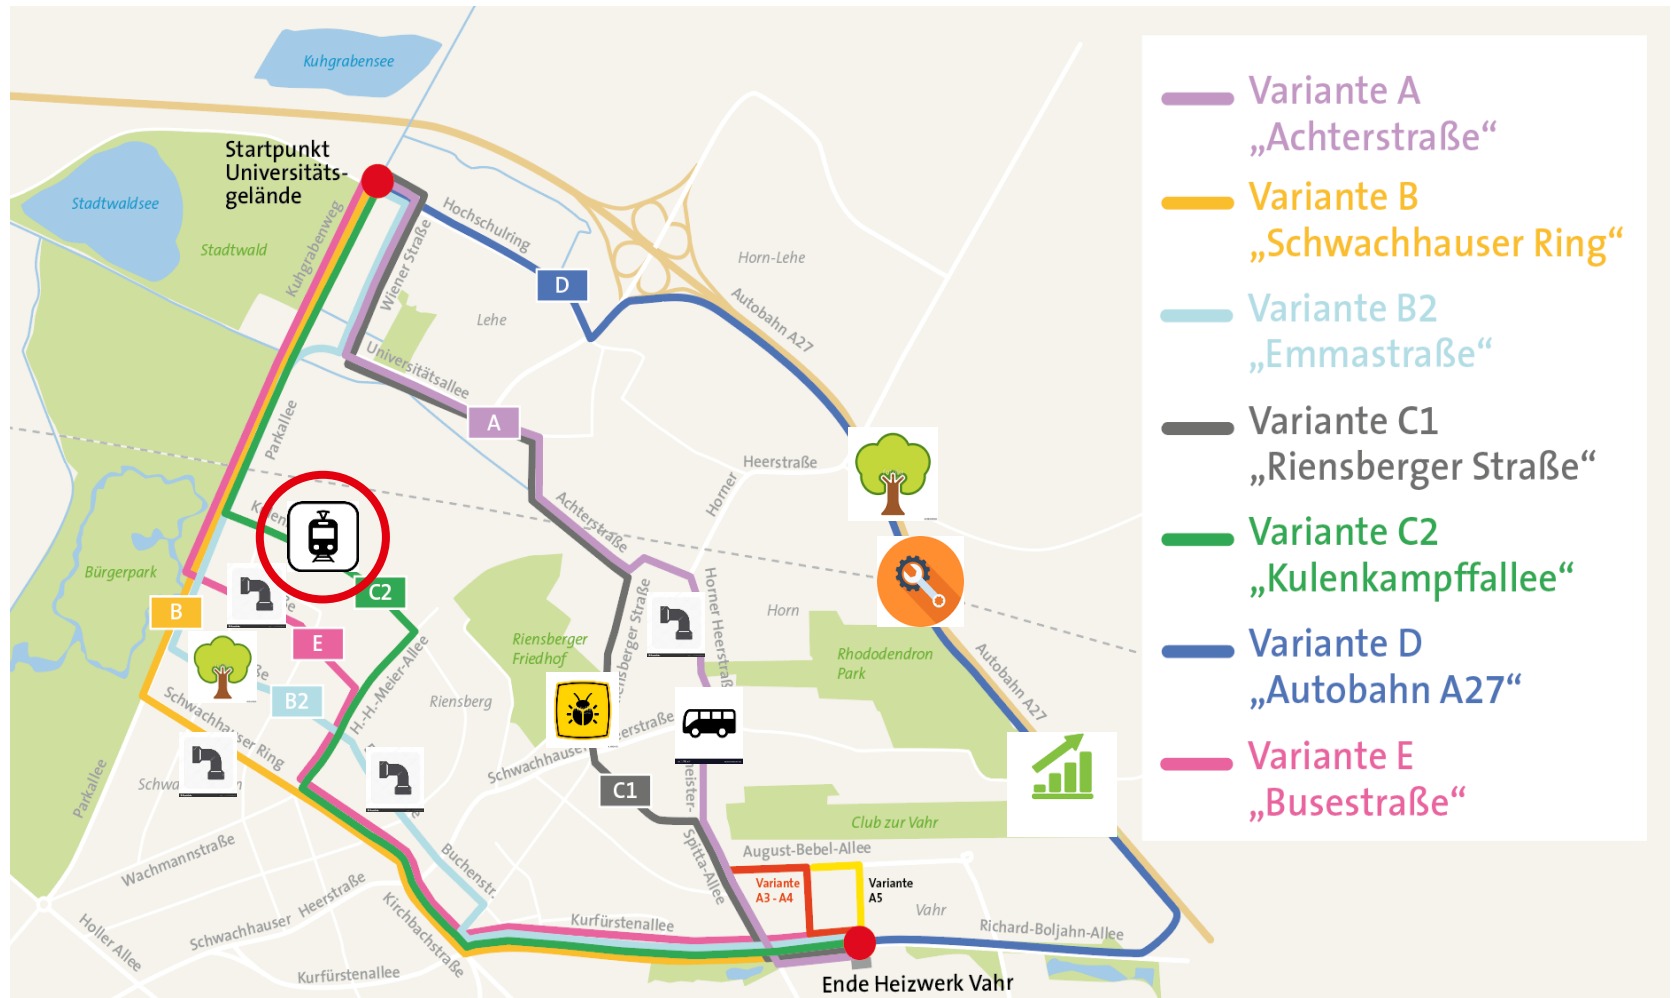 Kuhgrabensee
Startpunkt
Universitäts-
gelände
Stadtwaldsee
Stadtwald
Kuhgrabenweg
Wiener Straße
Hochschulring
D
Horn-Lehe
Lehe
Autobahn A27
Universitätsallee
Parkallee
A
Heerstraße
Horner
Achterstraße
C2
Bürgerpark
B
E
Horn
Riensberger
Friedhof
Horner Heerstraß
Rhododendron
Park
Autobahn A27
B2
H.-H.-Meier-Allee
Riensberg
Schwachhauser Ring
Schwa
Parkallee
C1
Club zur Vahr
August-Bebel-Allee
Spitta-Allee
Variante
A3 - A4
Variante
A5
Vahr
Wachmannstraße
Buchenstr.
Schwachhauser Heerstraße
Kirchbachstraße
Kurfürstenallee
Richard-Boljahn-Allee
Holler Allee
Kurfürstenallee
Ende Heizwerk Vahr
Variante A
„Achterstraße“
Variante B
„Schwachhauser Ring“
Variante B2
„Emmastraße“
Variante C1
„Riensberger Straße“
Variante C2
„Kulenkampffallee“
Variante D
„Autobahn A27“
Variante E
„Busestraße“